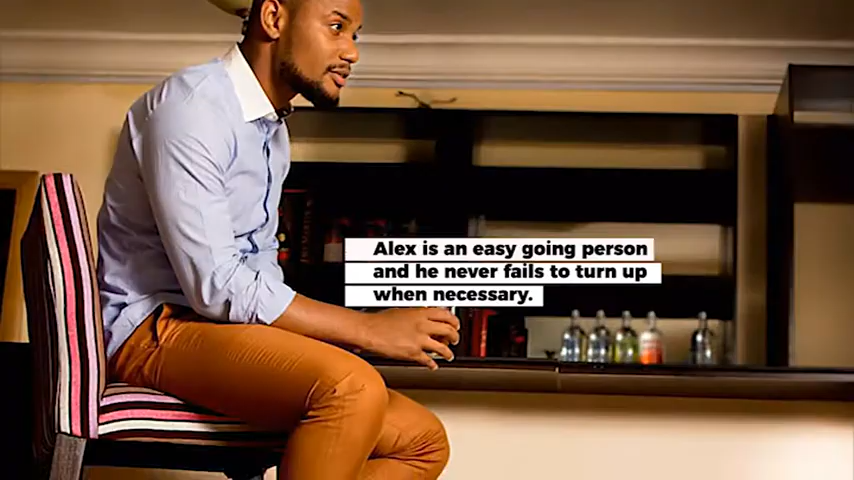 Alex is an easy going person
and he never fails to turn up
when necessary.